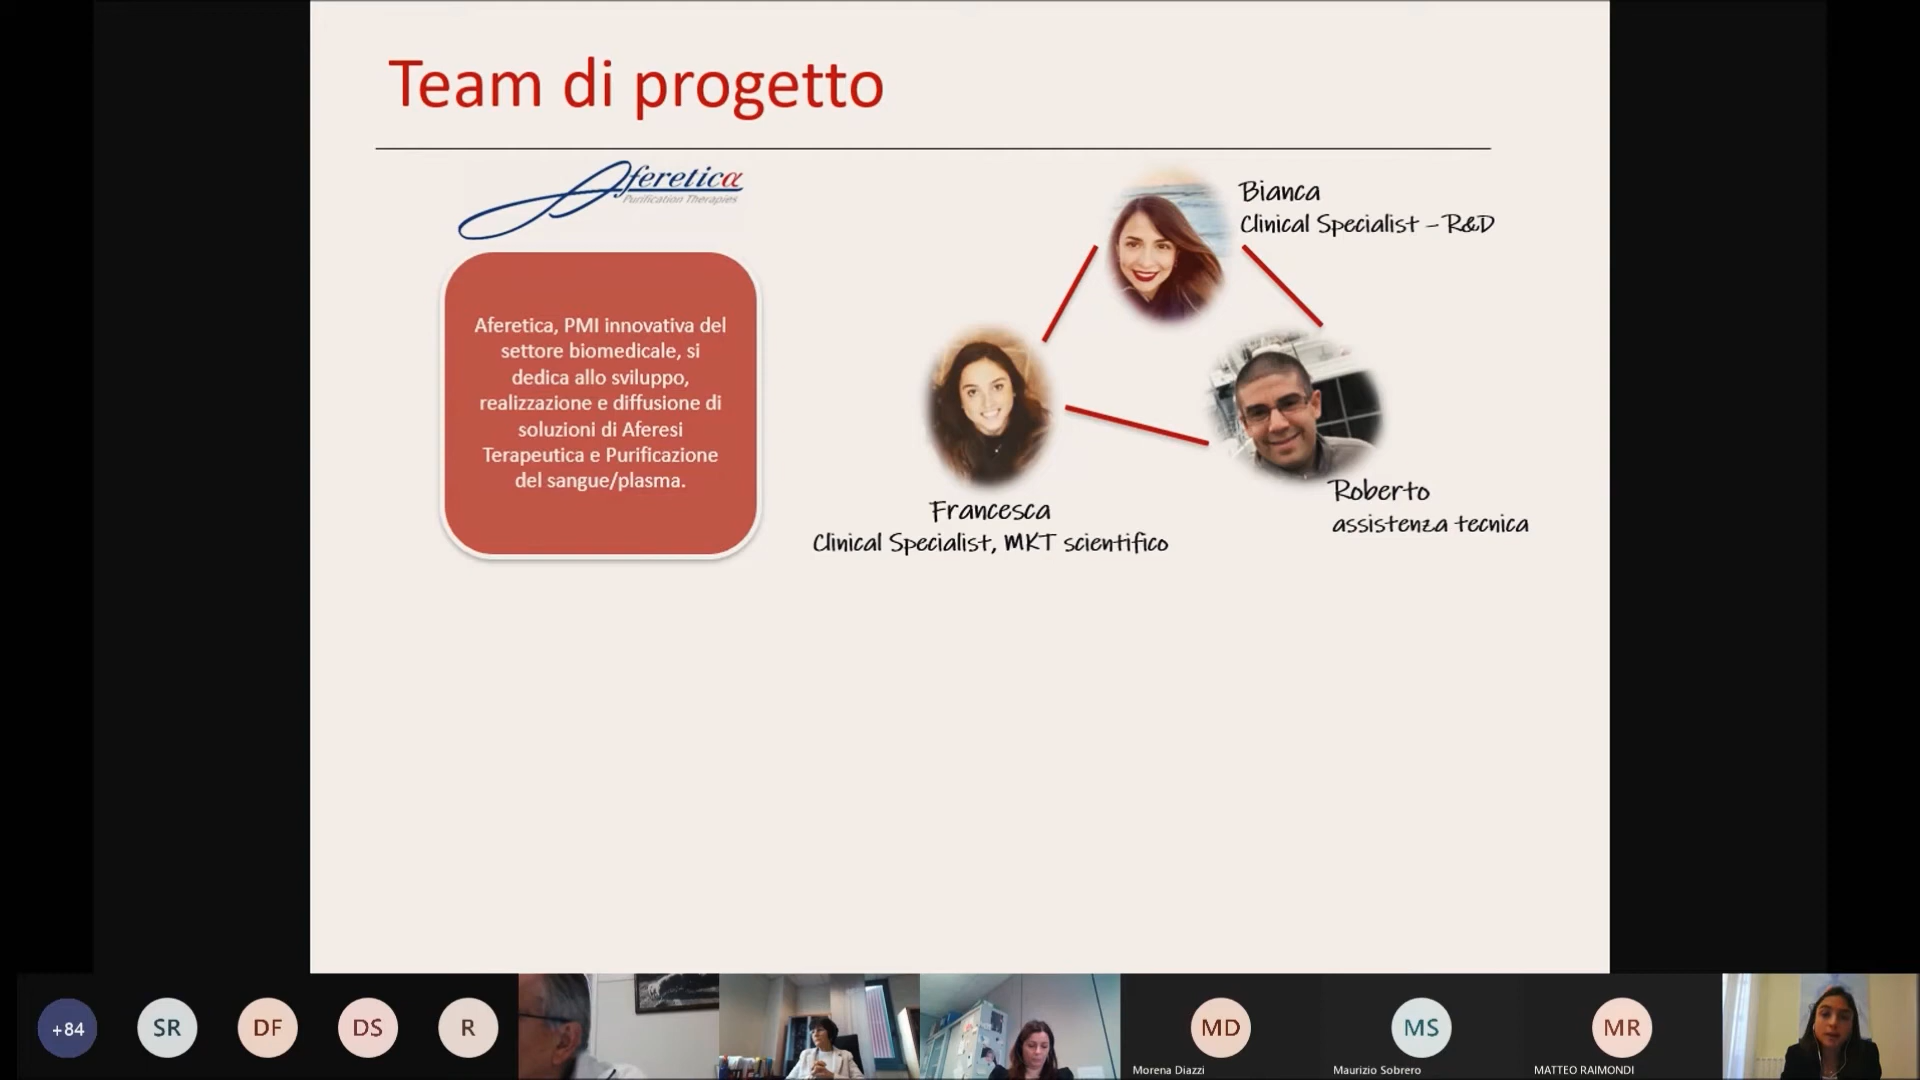 Team di progetto
Aferetica
Purification Therapies
Aferetica, PMI innovativa del
settore biomedicale, si
dedica allo sviluppo,
realizzazione e diffusione di
soluzioni di Aferesi
Terapeutica e Purificazione
del sangue/plasma.
Bianca
Clinical Specialist – R&D
Francesca
Clinical Specialist, MKT scientifico
Roberto
assistenza tecnica
+84
SR
DF
DS
R
MD
Morena Diazzi
MS
Maurizio Sobrero
MR
MATTEO RAIMONDI